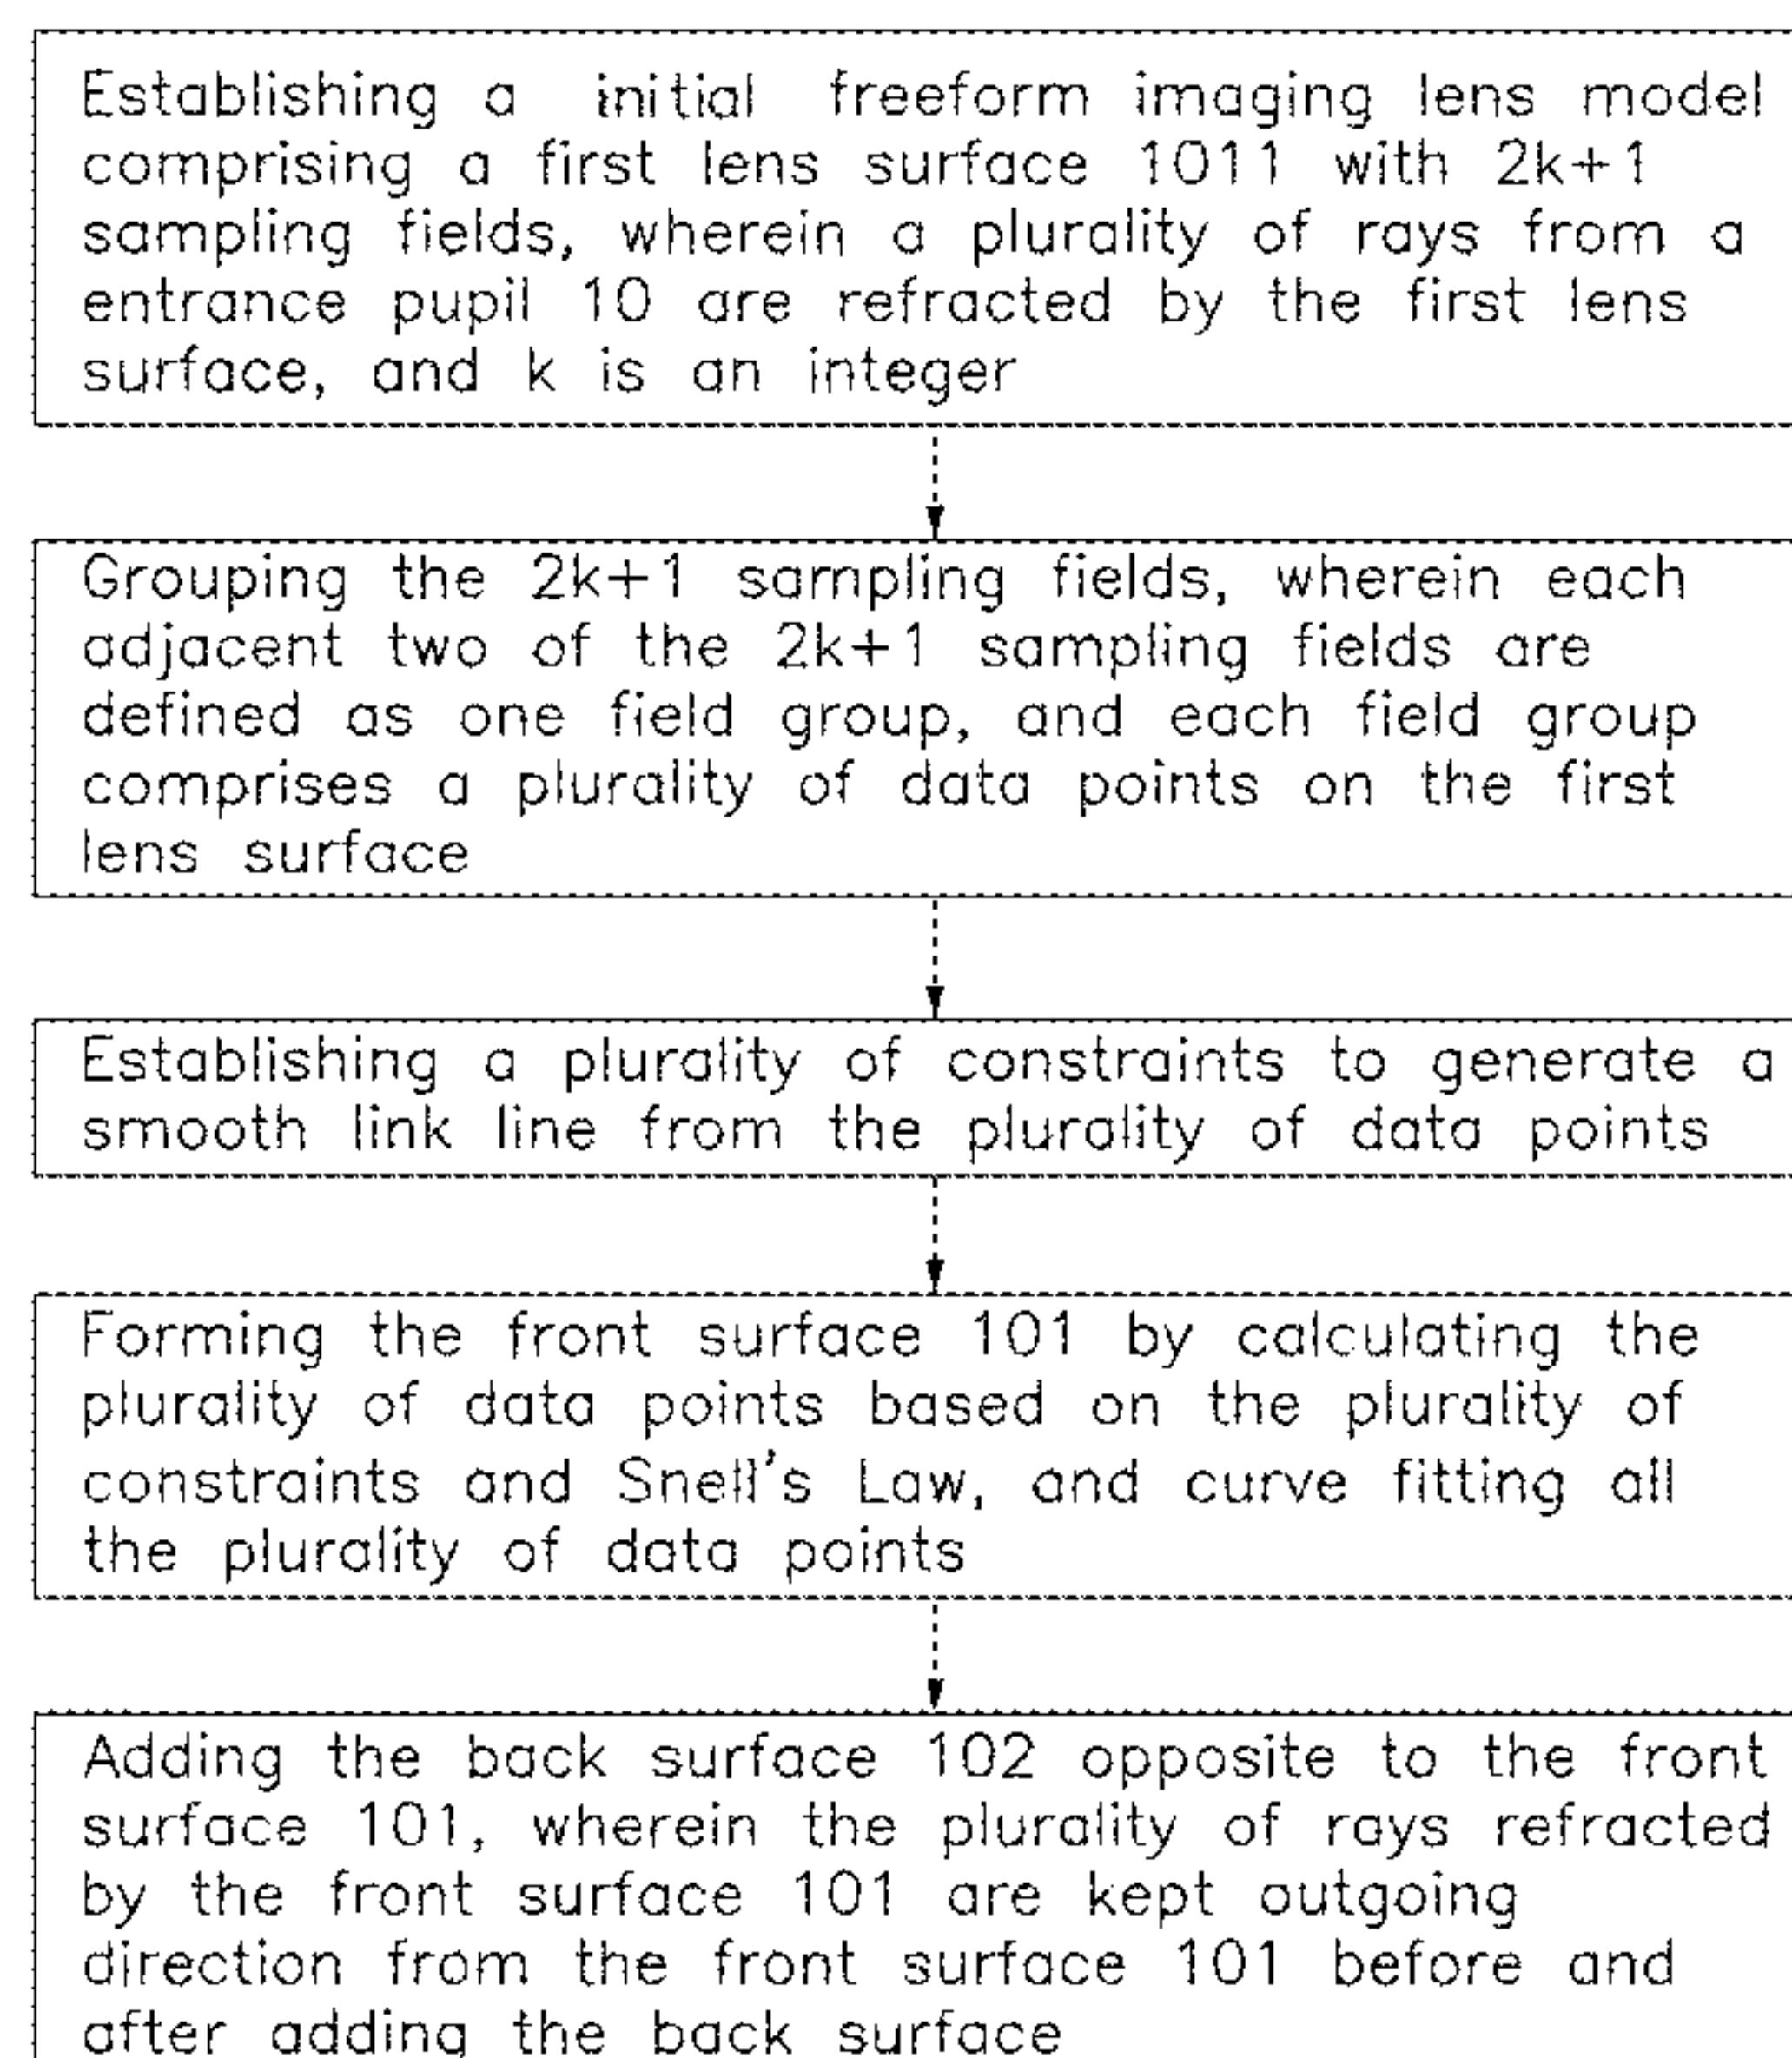 Establishing a initial freeform imaging lens model
comprising a first lens surface 1011 with 2k+1
sampling fields, wherein a plurality of rays from a
entrance pupil 10 are refracted by the first lens
surface, and k is an integer
Grouping the 2k+1 sampling fields, wherein each
adjacent two of the 2k+1 sampling fields are
defined as one field group, and each field group
comprises a plurality of data points on the first
lens surface
Establishing a plurality of constraints to generate a
smooth link line from the plurality of data points
Forming the front surface 101 by calculating the
plurality of data points based on the plurality of
constraints and Snell's Law, and curve fitting all
the plurality of data points
Adding the back surface 102 opposite to the front
surface 101, wherein the plurality of rays refracted
by the front surface 101 are kept outgoing
direction from the front surface 101 before and
after adding the back surface